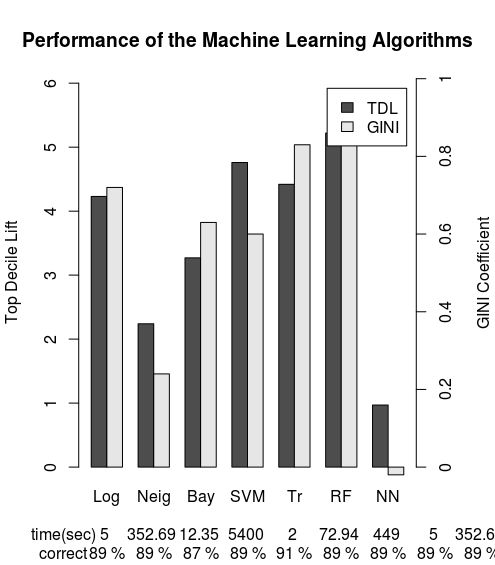 Performance of the Machine Learning Algorithms
6
5
4
3
2
1
0
Top Decile Lift
TDL
GINI
1
0.8
0.6
0.4
0.2
0
GINI Coefficient
Log Neig Bay SVM Tr RF NN
time(sec) 5 352.69 12.35 5400 2 72.94 449 5 352.6
correct 89 % 89 % 87 % 89 % 91 % 89 % 89 % 89 % 89 %